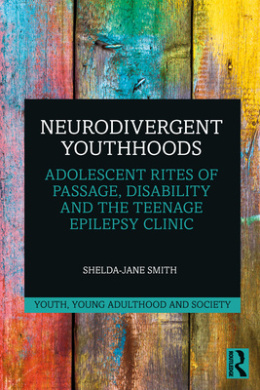 NEURODIVERGENT
YOUTHHOODS
ADOLESCENT RITES OF
PASSAGE, DISABILITY
AND THE TEENAGE
EPILEPSY CLINIC
SHELDA-JANE SMITH
YOUTH, YOUNG ADULTHOOD AND SOCIETY
ROUTLEDGE